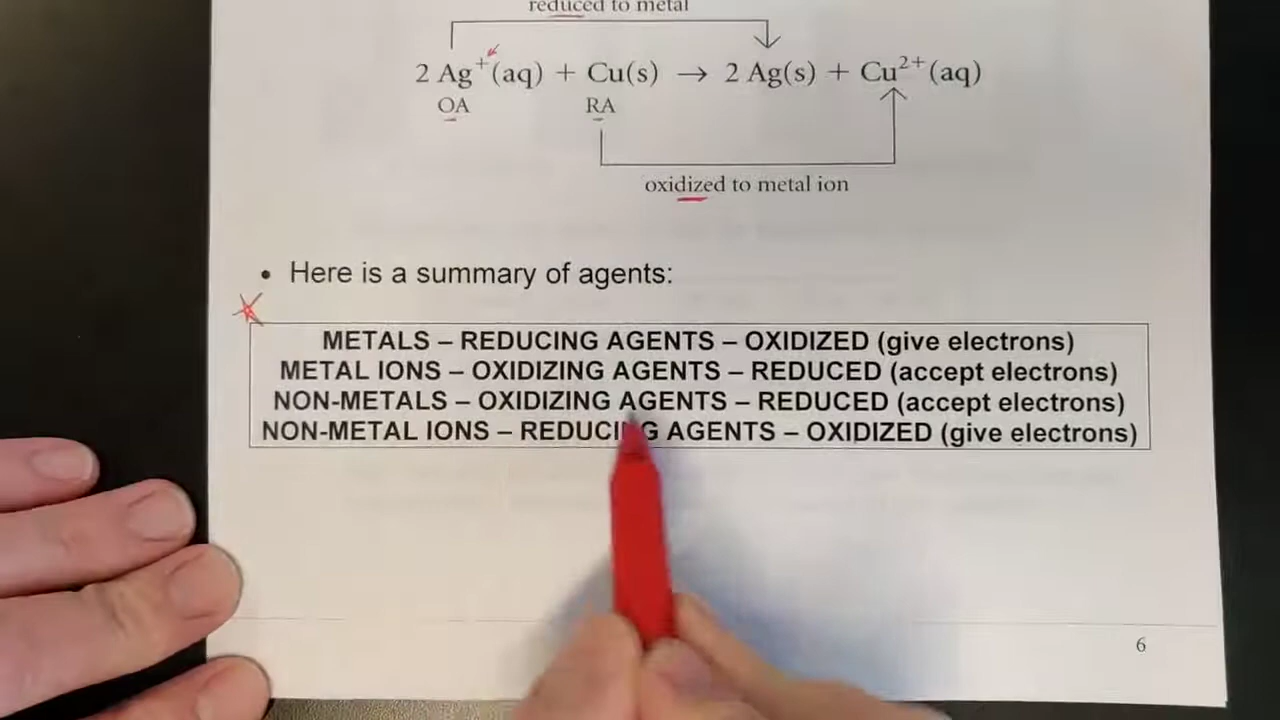 reduced to metal
2 Ag⁺(aq) + Cu(s) → 2 Ag(s) + Cu²⁺(aq)
OA RA
oxidized to metal ion
• Here is a summary of agents:
METALS – REDUCING AGENTS – OXIDIZED (give electrons)
METAL IONS – OXIDIZING AGENTS – REDUCED (accept electrons)
NON-METALS – OXIDIZING AGENTS – REDUCED (accept electrons)
NON-METAL IONS – REDUCING AGENTS – OXIDIZED (give electrons)
6